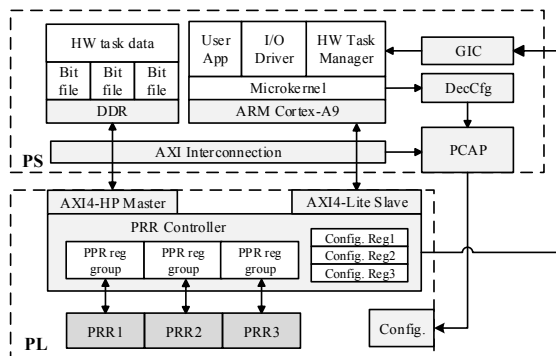 HW task data
Bit file
Bit file
Bit file
DDR
User App
I/O Driver
HW Task Manager
Microkernel
ARM Cortex-A9
GIC
DecCfg
PCAP
AXI Interconnection
PS
AXI4-HP Master
AXI4-Lite Slave
PRR Controller
PPR reg group
PPR reg group
PPR reg group
Config. Reg1
Config. Reg2
Config. Reg3
PRR1
PRR2
PRR3
Config.
PL